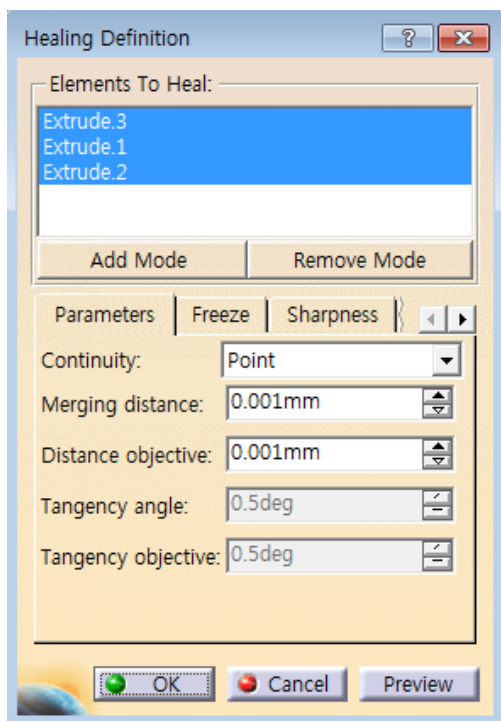 Healing Definition
Elements To Heal:
Extrude.3
Extrude.1
Extrude.2
Add Mode Remove Mode
Parameters Freeze Sharpness
Continuity: Point
Merging distance: 0.001mm
Distance objective: 0.001mm
Tangency angle: 0.5deg
Tangency objective: 0.5deg
OK Cancel Preview